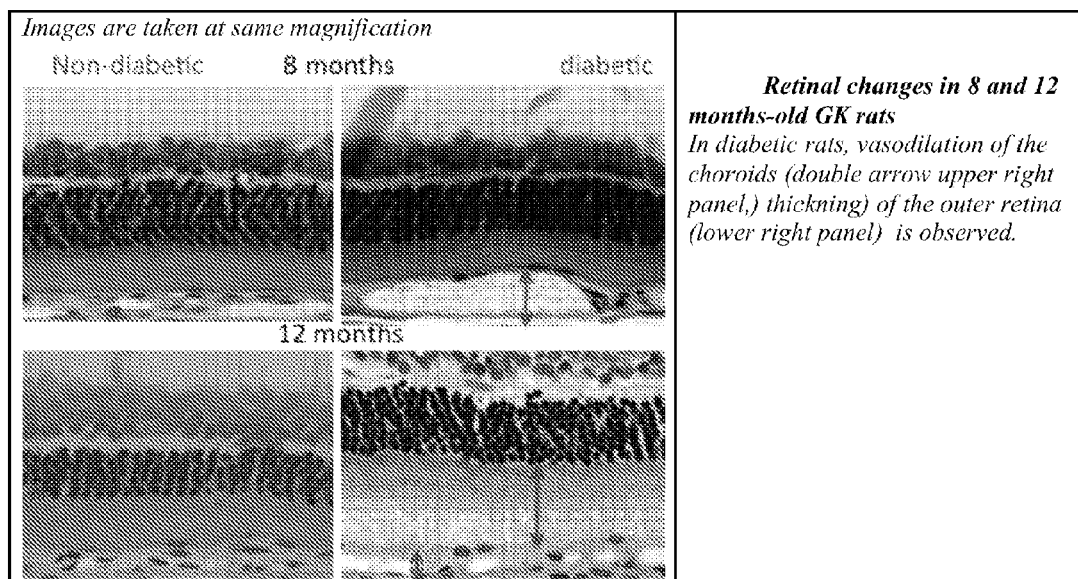 Images are taken at same magnification
Non-diabetic 8 months diabetic
12 months
Retinal changes in 8 and 12
months-old GK rats
In diabetic rats, vasodilation of the
choroids (double arrow upper right
panel,) thickning) of the outer retina
(lower right panel) is observed.